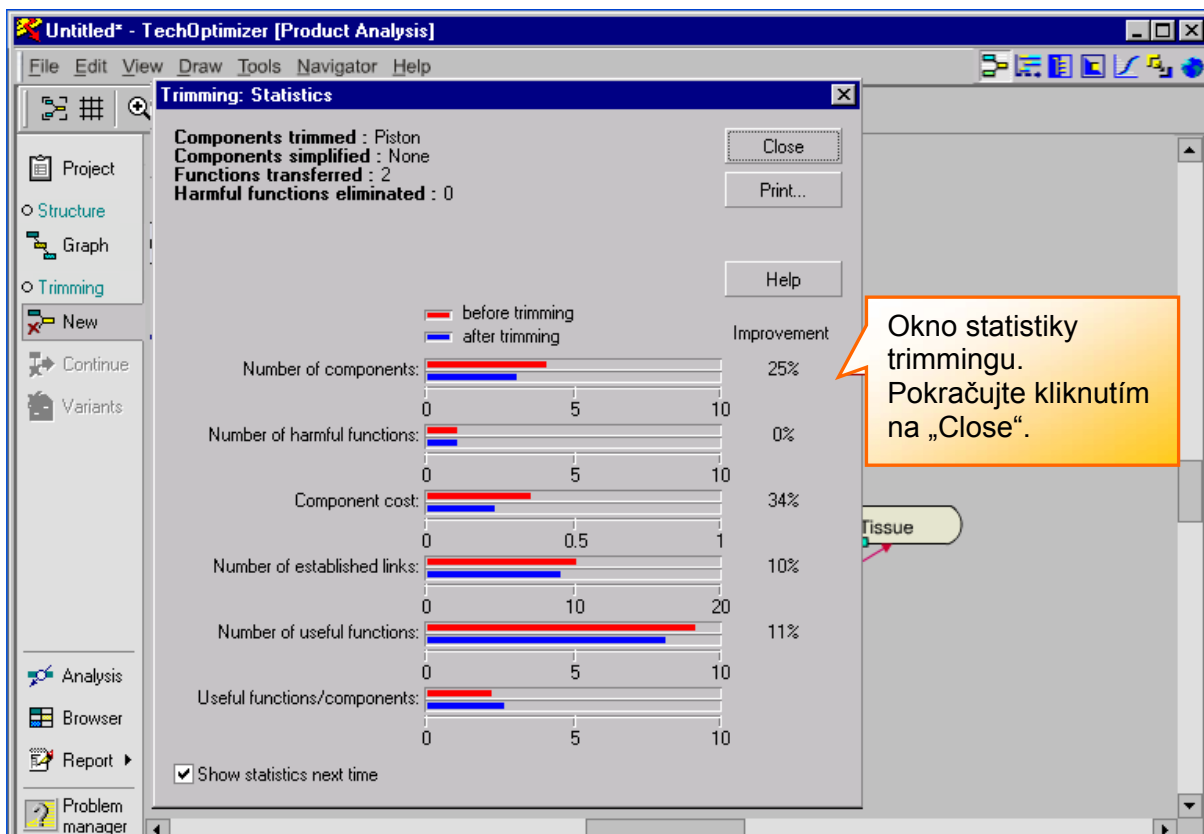 Untitled* - TechOptimizer [Product Analysis]
File Edit View Draw Tools Navigator Help
Trimming: Statistics
Components trimmed : Piston
Components simplified : None
Functions transferred : 2
Harmful functions eliminated : 0
Close
Print...
Help
Project
Structure
Graph
Trimming
New
Continue
Variants
before trimming
after trimming
Improvement
Number of components:
25%
0 5 10
Number of harmful functions:
0%
0 5 10
Component cost:
34%
0 0.5 1
Number of established links:
10%
0 10 20
Number of useful functions:
11%
0 5 10
Useful functions/components:
0 5 10
Show statistics next time
Okno statistiky
trimmingu.
Pokračujte kliknutím
na „Close“.
Tissue
Analysis
Browser
Report
Problem
manager